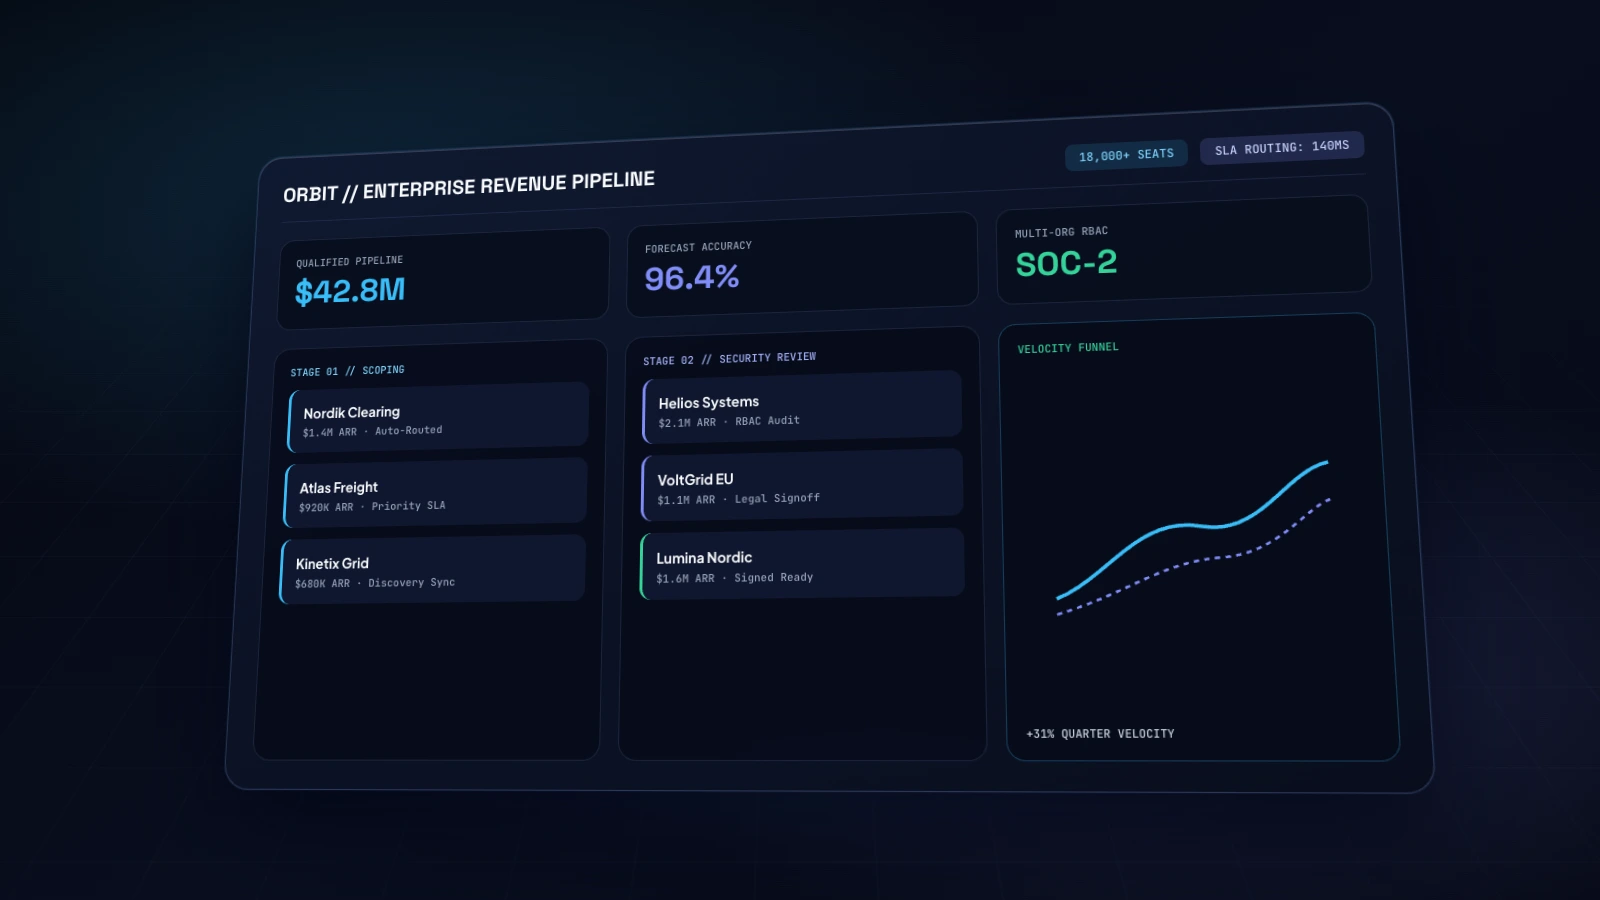 ORBIT // ENTERPRISE REVENUE PIPELINE
18,000+ SEATS
SLA ROUTING: 140MS
QUALIFIED PIPELINE
$42.8M
FORECAST ACCURACY
96.4%
MULTI-ORG RBAC
SOC-2
STAGE 01 // SCOPING
Nordik Clearing
$1.4M ARR · Auto-Routed
Atlas Freight
$920K ARR · Priority SLA
Kinetix Grid
$680K ARR · Discovery Sync
STAGE 02 // SECURITY REVIEW
Helios Systems
$2.1M ARR · RBAC Audit
VoltGrid EU
$1.1M ARR · Legal Signoff
Lumina Nordic
$1.6M ARR · Signed Ready
VELOCITY FUNNEL
+31% QUARTER VELOCITY